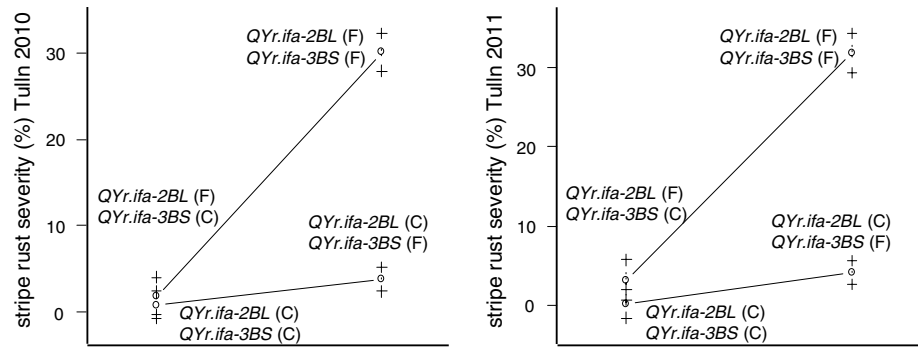 stripe rust severity (%) Tulln 2010
30
20
10
0
QYr.ifa-2BL (F)
QYr.ifa-3BS (F)
QYr.ifa-2BL (F)
QYr.ifa-3BS (C)
QYr.ifa-2BL (C)
QYr.ifa-3BS (F)
QYr.ifa-2BL (C)
QYr.ifa-3BS (C)
stripe rust severity (%) Tulln 2011
30
20
10
0
QYr.ifa-2BL (F)
QYr.ifa-3BS (F)
QYr.ifa-2BL (F)
QYr.ifa-3BS (C)
QYr.ifa-2BL (C)
QYr.ifa-3BS (F)
QYr.ifa-2BL (C)
QYr.ifa-3BS (C)